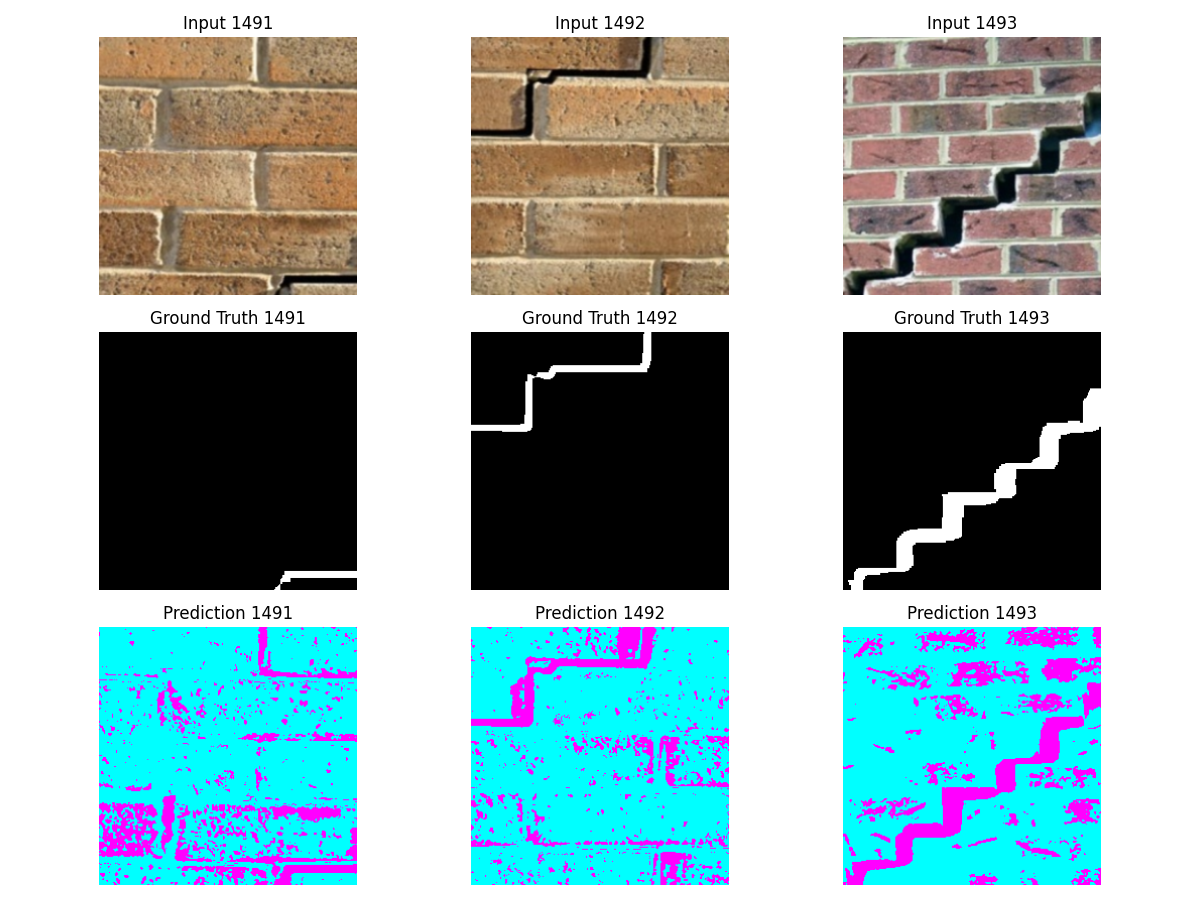 Input 1491
Input 1492
Input 1493
Ground Truth 1491
Ground Truth 1492
Ground Truth 1493
Prediction 1491
Prediction 1492
Prediction 1493